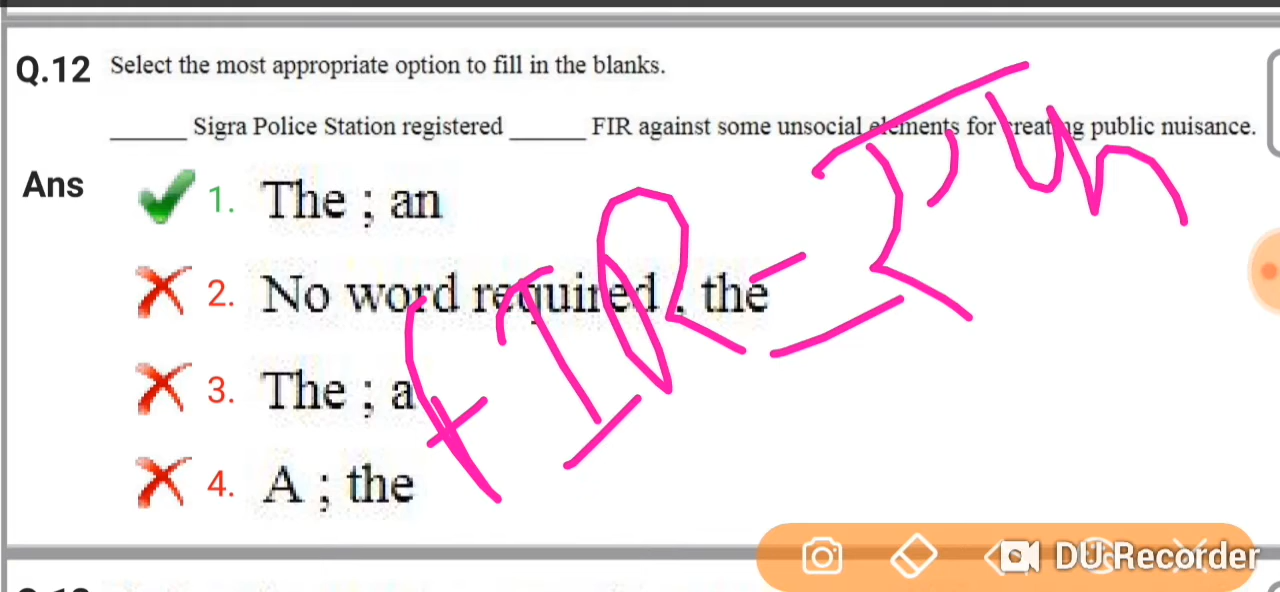 Q.12 Select the most appropriate option to fill in the blanks.
______ Sigra Police Station registered ______ FIR against some unsocial elements for creating public nuisance.
Ans 1. The ; an
2. No word required , the
3. The ; a
4. A ; the
FIR =
DU Recorder